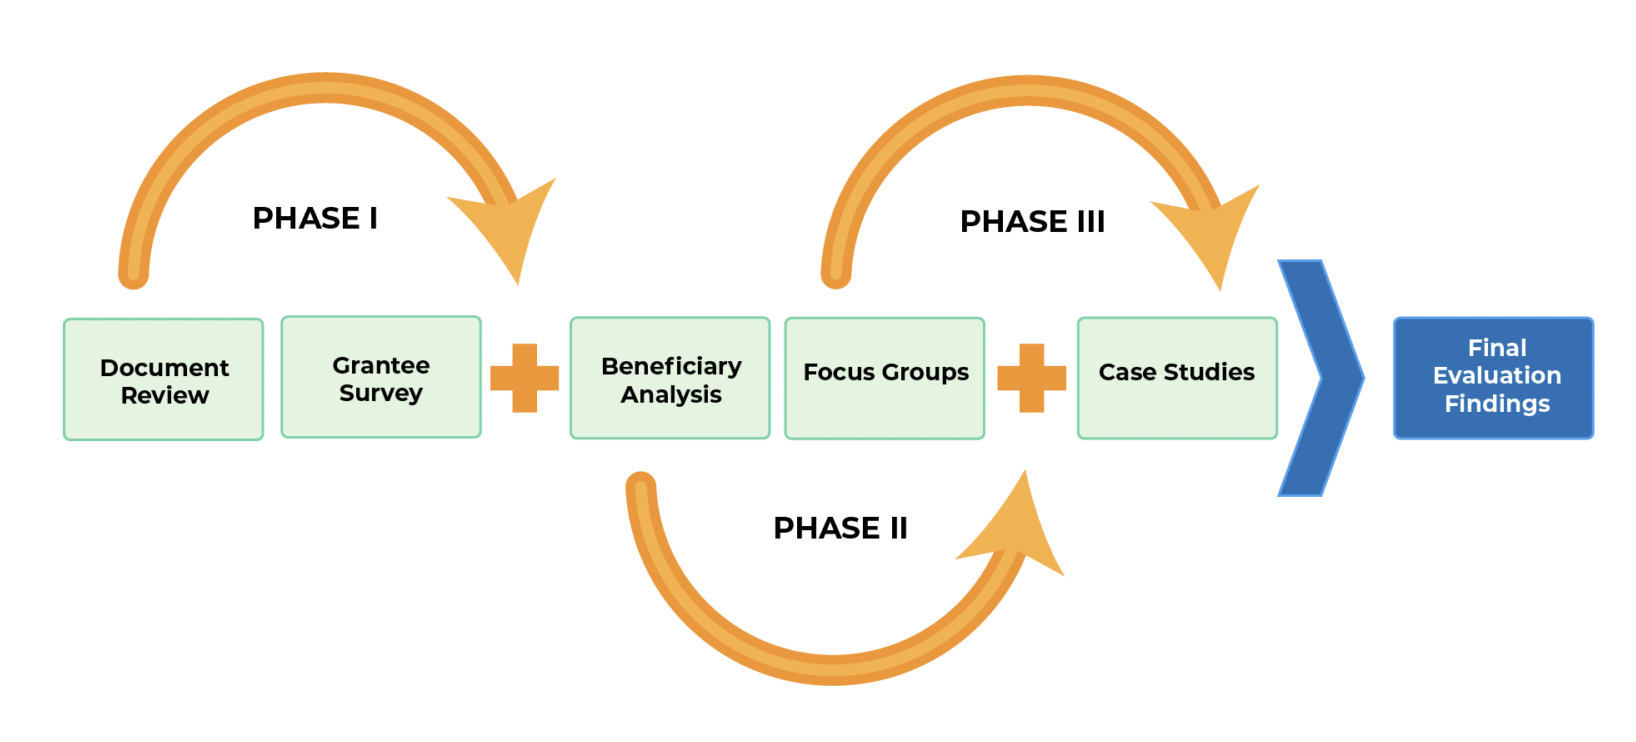 PHASE I
PHASE III
Document
Review
Grantee
Survey
Beneficiary
Analysis
Focus Groups
Case Studies
Final
Evaluation
Findings
PHASE II